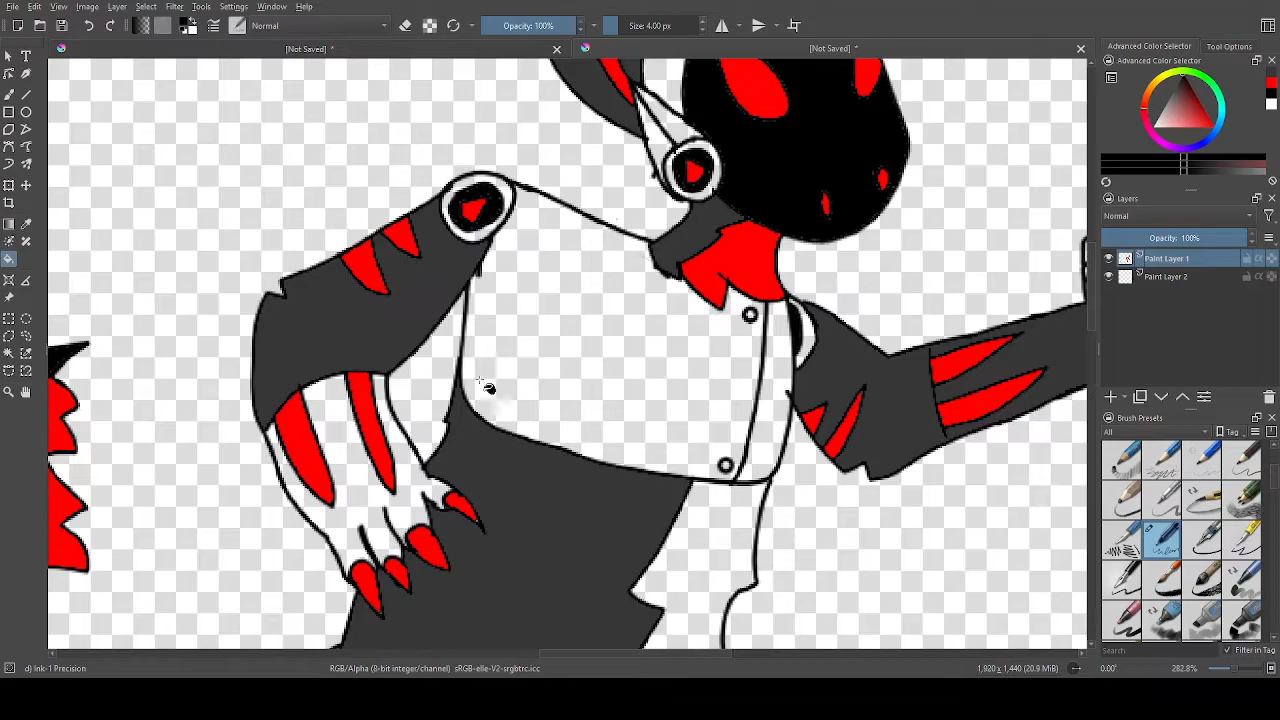 File Edit View Image Layer Select Filter Tools Settings Window Help
Normal
Opacity: 100%
Size: 4.00 px
[Not Saved] *
[Not Saved] *
Advanced Color Selector
Tool Options
Advanced Color Selector
Layers
Normal
Opacity: 100%
Paint Layer 1
Paint Layer 2
Brush Presets
All
Tag
Search
Filter in Tag
d) Ink-1 Precision
RGB/Alpha (8-bit integer/channel) sRGB-elle-V2-srgbtrc.icc
1,920 x 1,440 (20.9 MiB)
0.00°
282.8%